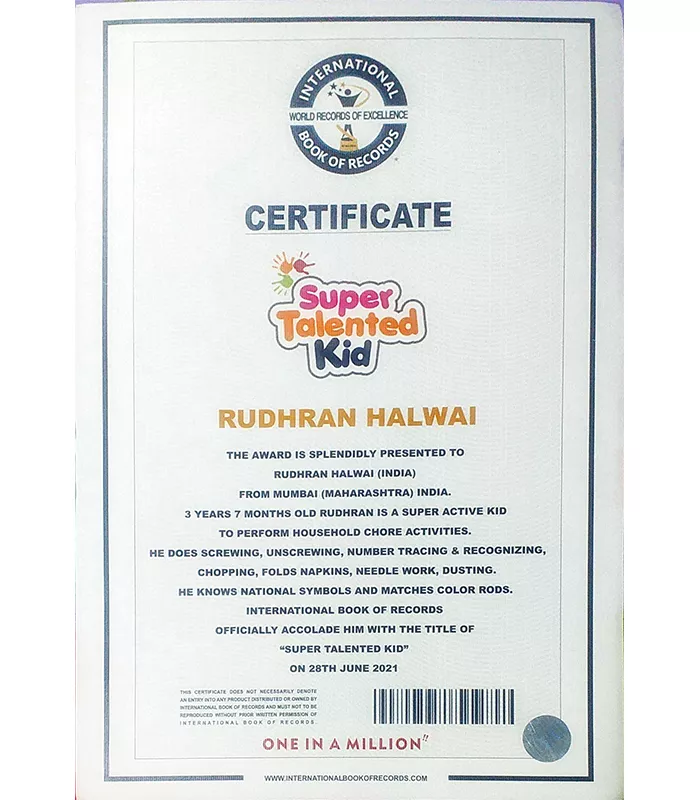 INTERNATIONAL
WORLD RECORDS OF EXCELLENCE
BOOK OF RECORDS
CERTIFICATE
Super
Talented
Kid
RUDHRAN HALWAI
THE AWARD IS SPLENDIDLY PRESENTED TO
RUDHRAN HALWAI (INDIA)
FROM MUMBAI (MAHARASHTRA) INDIA.
3 YEARS 7 MONTHS OLD RUDHRAN IS A SUPER ACTIVE KID
TO PERFORM HOUSEHOLD CHORE ACTIVITIES.
HE DOES SCREWING, UNSCREWING, NUMBER TRACING & RECOGNIZING,
CHOPPING, FOLDS NAPKINS, NEEDLE WORK, DUSTING.
HE KNOWS NATIONAL SYMBOLS AND MATCHES COLOR RODS.
INTERNATIONAL BOOK OF RECORDS
OFFICIALLY ACCOLADE HIM WITH THE TITLE OF
“SUPER TALENTED KID”
ON 28TH JUNE 2021
THIS CERTIFICATE DOES NOT NECESSARILY DENOTE
AN ENTRY INTO ANY PRODUCT DISTRIBUTED OR OWNED BY
INTERNATIONAL BOOK OF RECORDS AND MUST NOT TO BE
REPRODUCED WITHOUT PRIOR WRITTEN PERMISSION OF
INTERNATIONAL BOOK OF RECORDS.
ONE IN A MILLION!!
WWW.INTERNATIONALBOOKOFRECORDS.COM